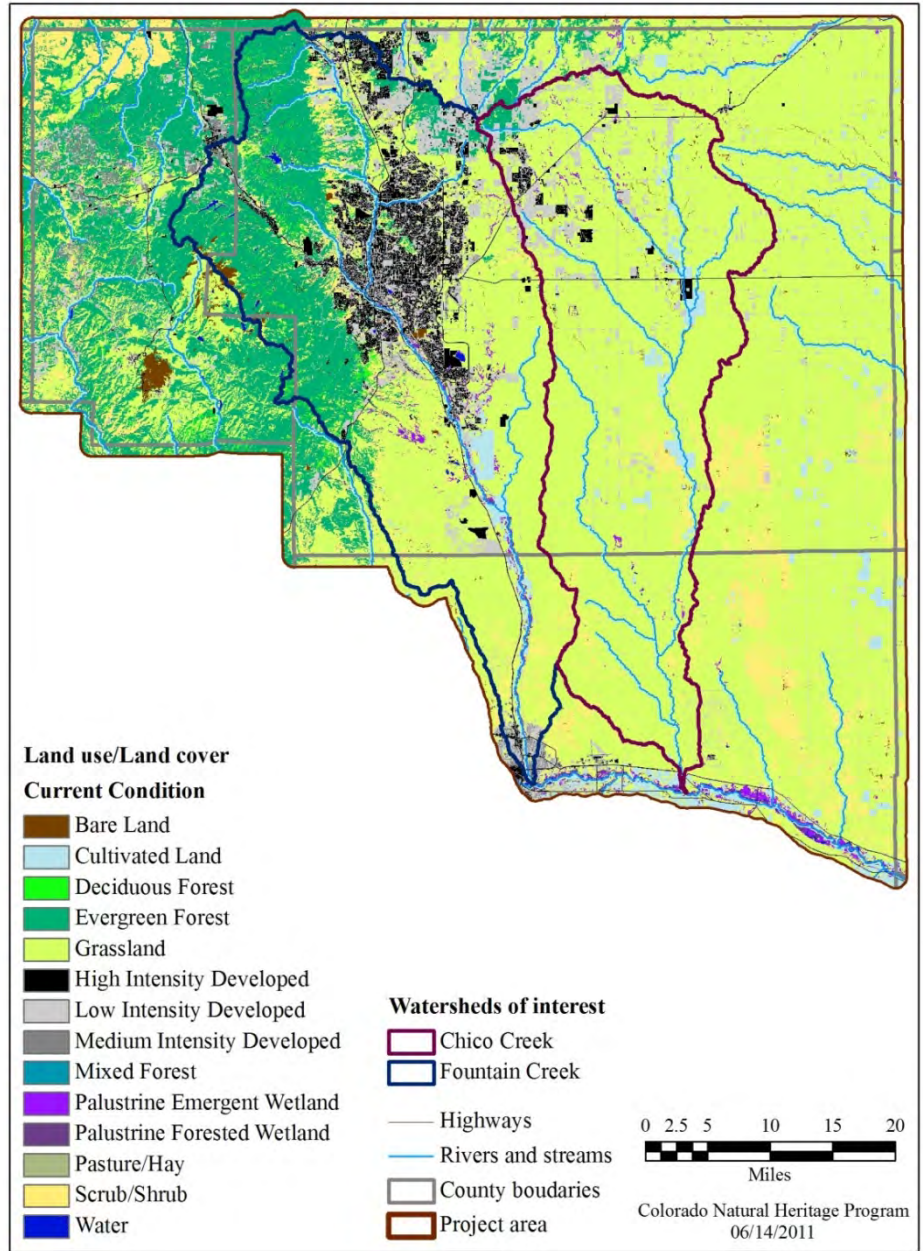 Land use/Land cover
Current Condition
Bare Land
Cultivated Land
Deciduous Forest
Evergreen Forest
Grassland
High Intensity Developed
Low Intensity Developed
Medium Intensity Developed
Mixed Forest
Palustrine Emergent Wetland
Palustrine Forested Wetland
Pasture/Hay
Scrub/Shrub
Water
Watersheds of interest
Chico Creek
Fountain Creek
Highways
Rivers and streams
County boudaries
Project area
0 2.5 5 10 15 20
Miles
Colorado Natural Heritage Program
06/14/2011